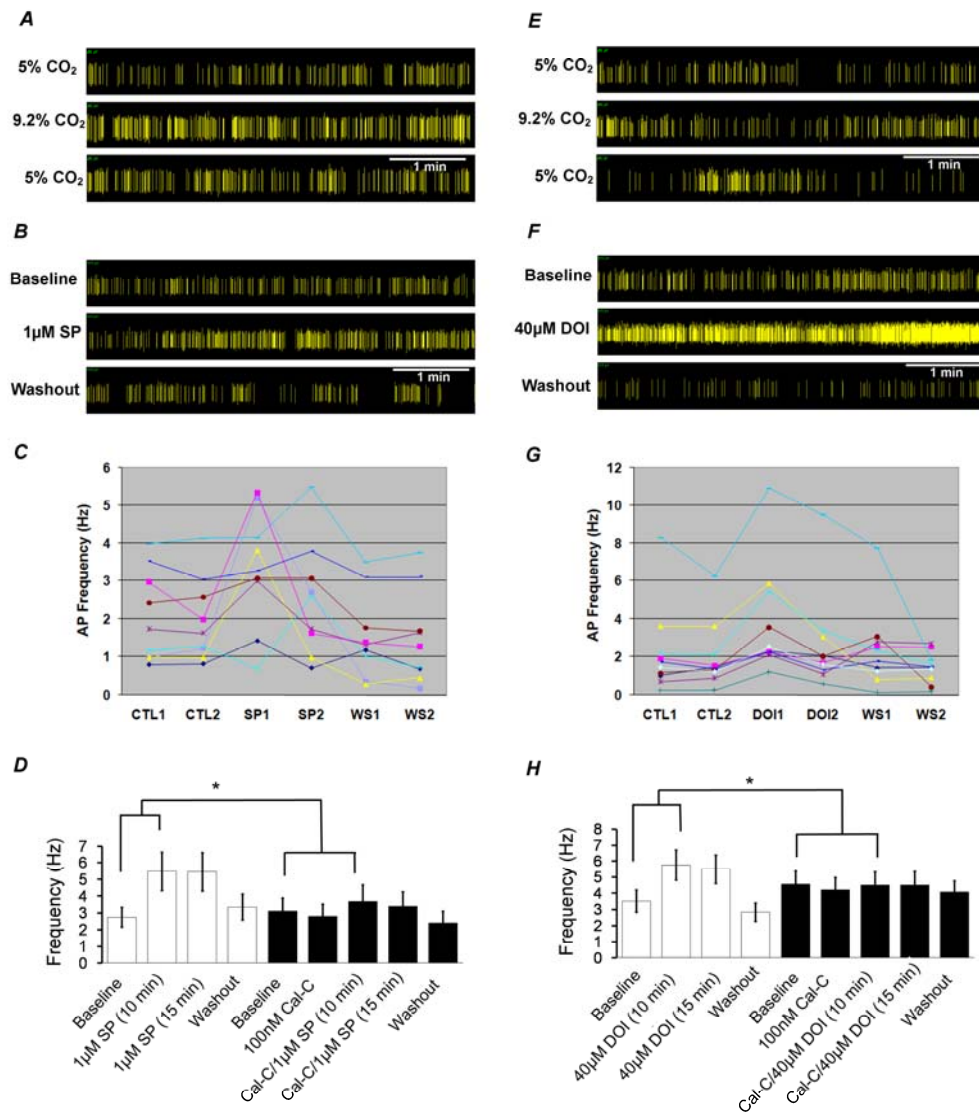 A
5% CO₂
9.2% CO₂
5% CO₂
1 min
B
Baseline
1µM SP
Washout
1 min
C
AP Frequency (Hz)
6
5
4
3
2
1
0
CTL1 CTL2 SP1 SP2 WS1 WS2
D
*
Frequency (Hz)
7
6
5
4
3
2
1
0
Baseline
1µM SP (10 min)
1µM SP (15 min)
Washout
Baseline
100nM Cal-C
Cal-C/1µM SP (10 min)
Cal-C/1µM SP (15 min)
Washout
E
5% CO₂
9.2% CO₂
5% CO₂
1 min
F
Baseline
40µM DOI
Washout
1 min
G
AP Frequency (Hz)
12
10
8
6
4
2
0
CTL1 CTL2 DOI1 DOI2 WS1 WS2
H
*
Frequency (Hz)
8
7
6
5
4
3
2
1
0
Baseline
40µM DOI (10 min)
40µM DOI (15 min)
Washout
Baseline
100nM Cal-C
Cal-C/40µM DOI (10 min)
Cal-C/40µM DOI (15 min)
Washout